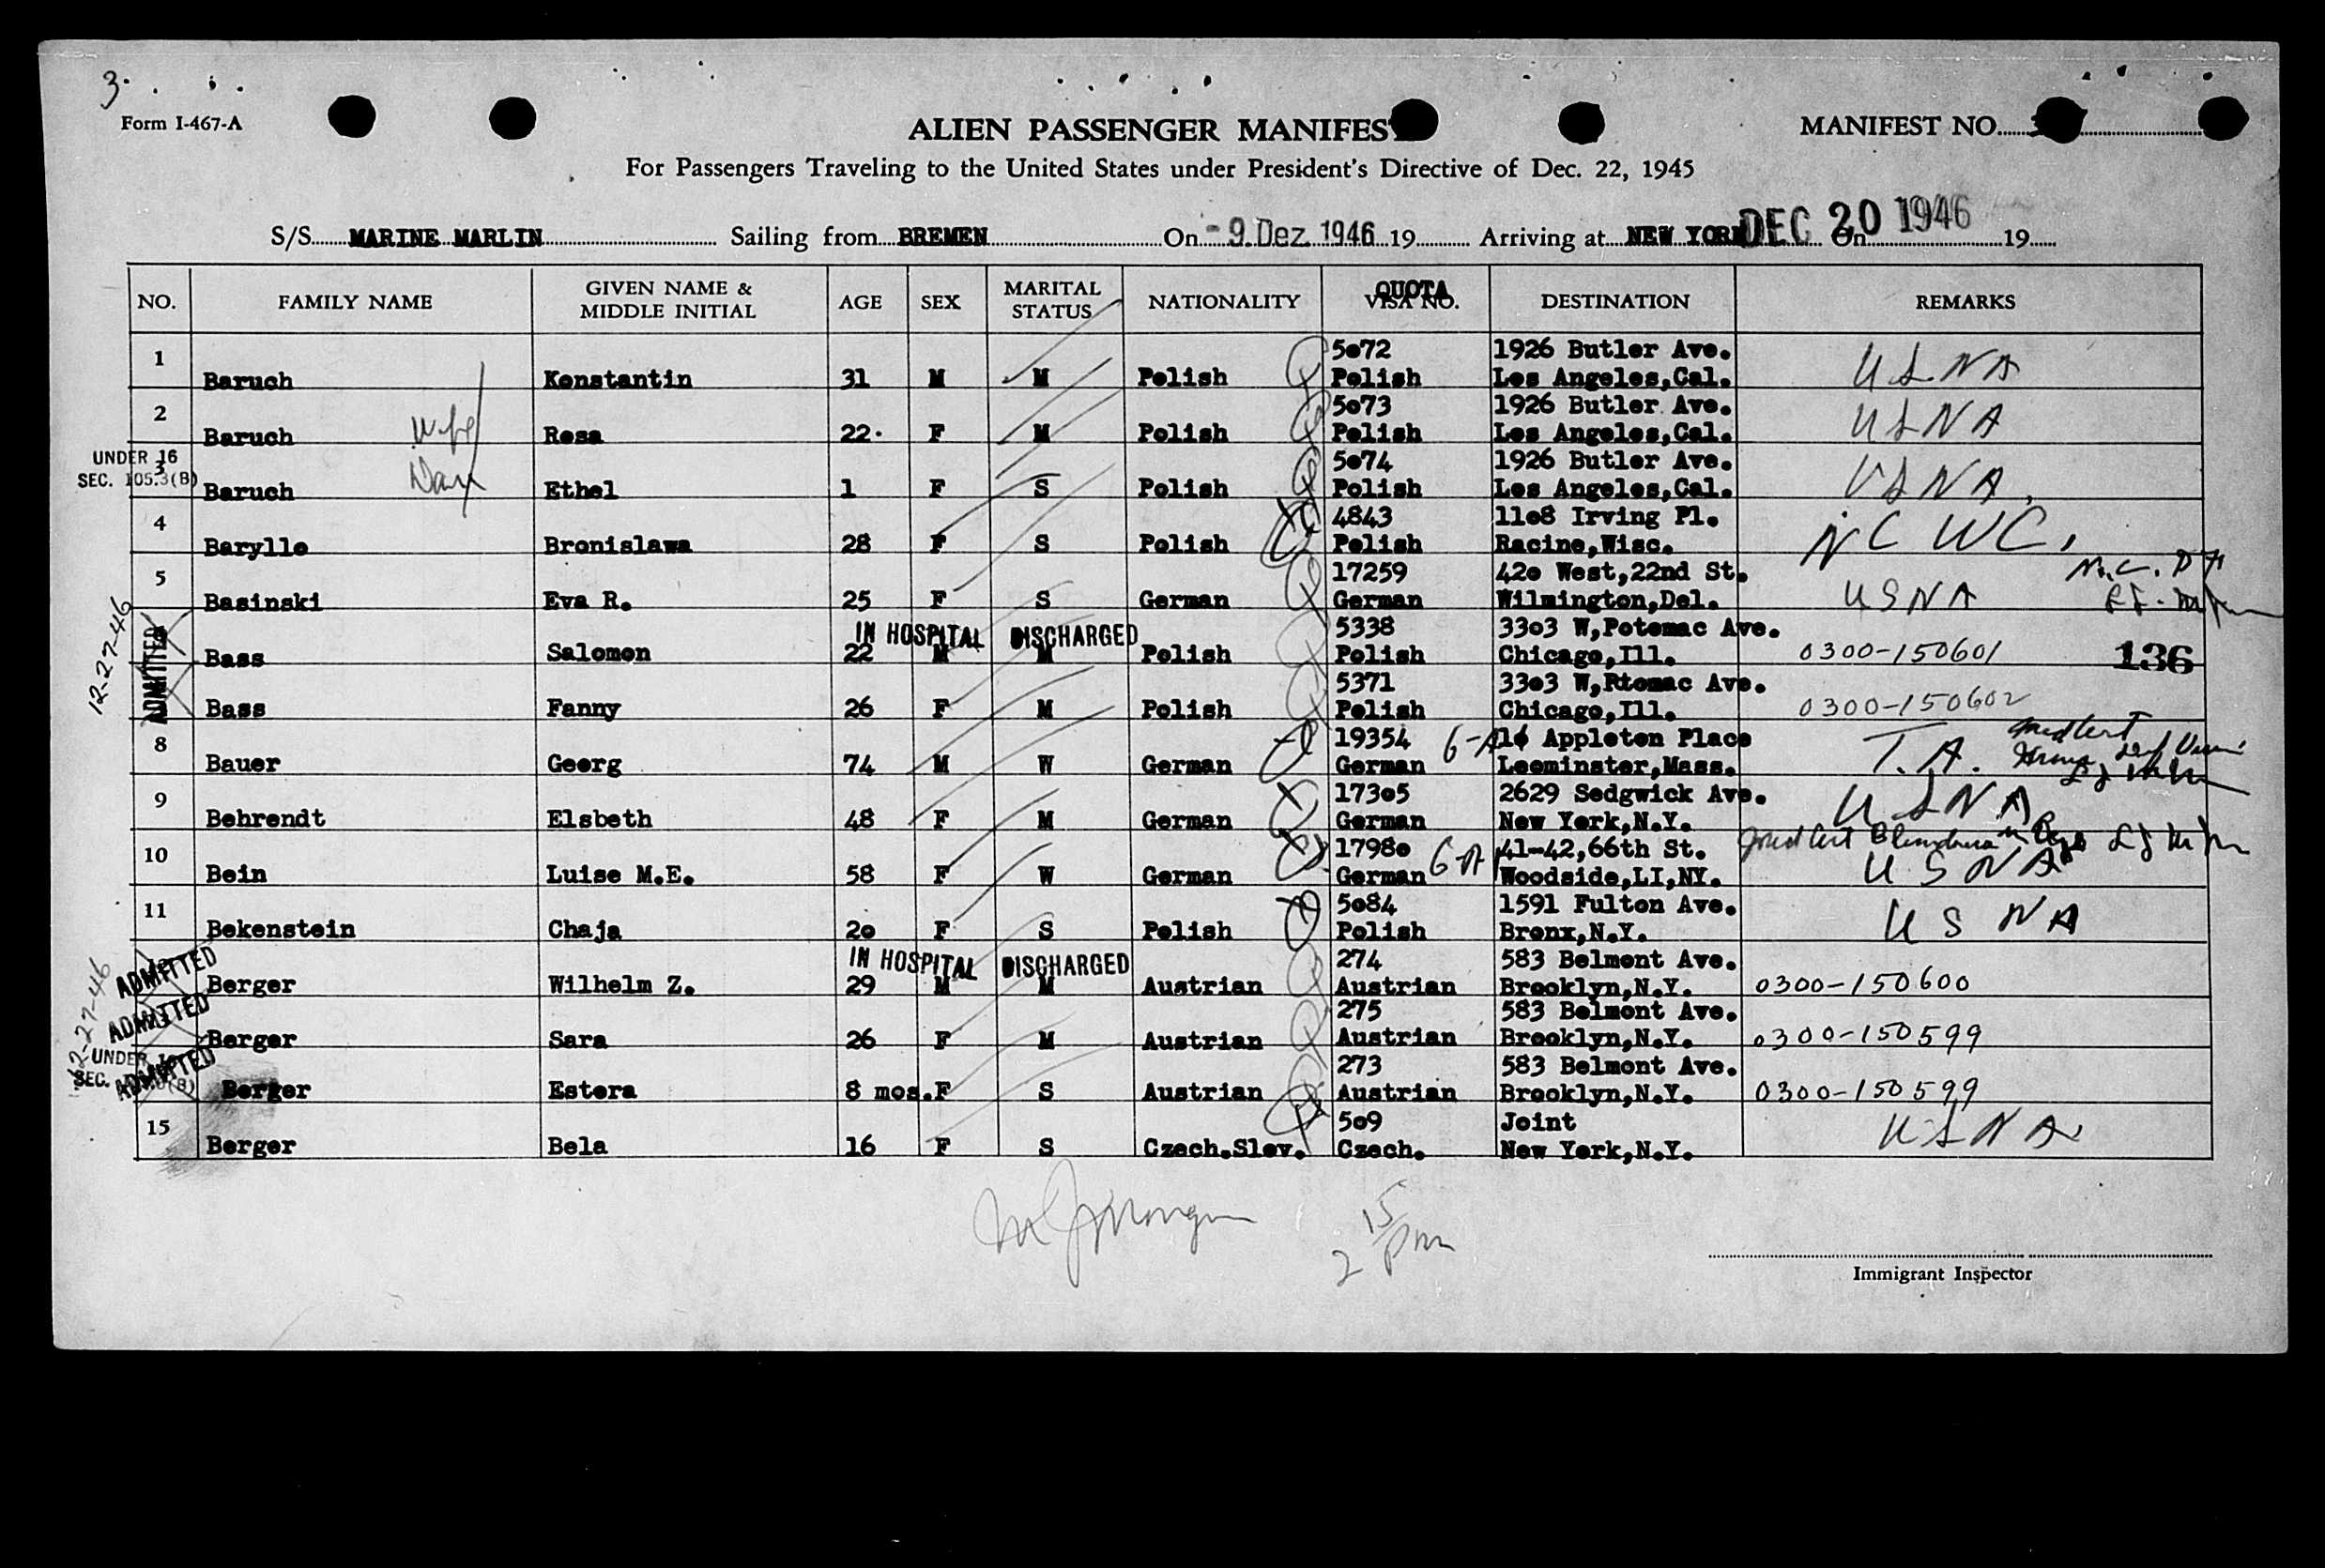 3.
Form I-467-A
ALIEN PASSENGER MANIFEST
MANIFEST NO.
For Passengers Traveling to the United States under President's Directive of Dec. 22, 1945
S/S MARINE MARLIN Sailing from BREMEN On - 9. Dez. 1946 19 Arriving at NEW YORK On DEC 20 1946 19
NO. FAMILY NAME GIVEN NAME & MIDDLE INITIAL AGE SEX MARITAL STATUS NATIONALITY QUOTA VISA NO. DESTINATION REMARKS
1 5072 1926 Butler Ave.
Baruch Konstantin 31 M M Polish Polish Los Angeles,Cal. USNA
2 5073 1926 Butler Ave.
Baruch Wife Rosa 22 F M Polish Polish Los Angeles,Cal. USNA
UNDER 16 3 5074 1926 Butler Ave.
SEC. 105.3(B) Baruch Dau Ethel 1 F S Polish Polish Los Angeles,Cal. USNA
4 4843 1108 Irving Pl.
Barylle Bronislawa 28 F S Polish Polish Racine,Wisc. NCWC.
5 17259 420 West,22nd St.
Basinski Eva R. 25 F S German German Wilmington,Del. USNA
12-27-46 ADMITTED IN HOSPITAL DISCHARGED 5338 3303 W,Potomac Ave.
Bass Salomon 22 M M Polish Polish Chicago,Ill. 0300-150601 136
5371 3303 W,Ptomac Ave.
Bass Fanny 26 F M Polish Polish Chicago,Ill. 0300-150602
8 19354 6-A 16 Appleton Place
Bauer Georg 74 M W German German Leominster,Mass. T.A. Med Cert
9 17305 2629 Sedgwick Ave.
Behrendt Elsbeth 48 F M German German New York,N.Y. USNA
10 17980 6-A 41-42,66th St. Med Cert Blindness in
Bein Luise M.E. 58 F W German German Woodside,LI,NY. USNA
11 5084 1591 Fulton Ave.
Bekenstein Chaja 20 F S Polish Polish Bronx,N.Y. USNA
12-27-46 ADMITTED IN HOSPITAL DISCHARGED 274 583 Belmont Ave.
Berger Wilhelm Z. 29 M M Austrian Austrian Brooklyn,N.Y. 0300-150600
ADMITTED 275 583 Belmont Ave.
Berger Sara 26 F M Austrian Austrian Brooklyn,N.Y. 0300-150599
UNDER 16 ADMITTED 273 583 Belmont Ave.
SEC. Berger Estera 8 mos. F S Austrian Austrian Brooklyn,N.Y. 0300-150599
15 509 Joint
Berger Bela 16 F S Czech.Slov. Czech. New York,N.Y. USNA
2 15 pm
Immigrant Inspector